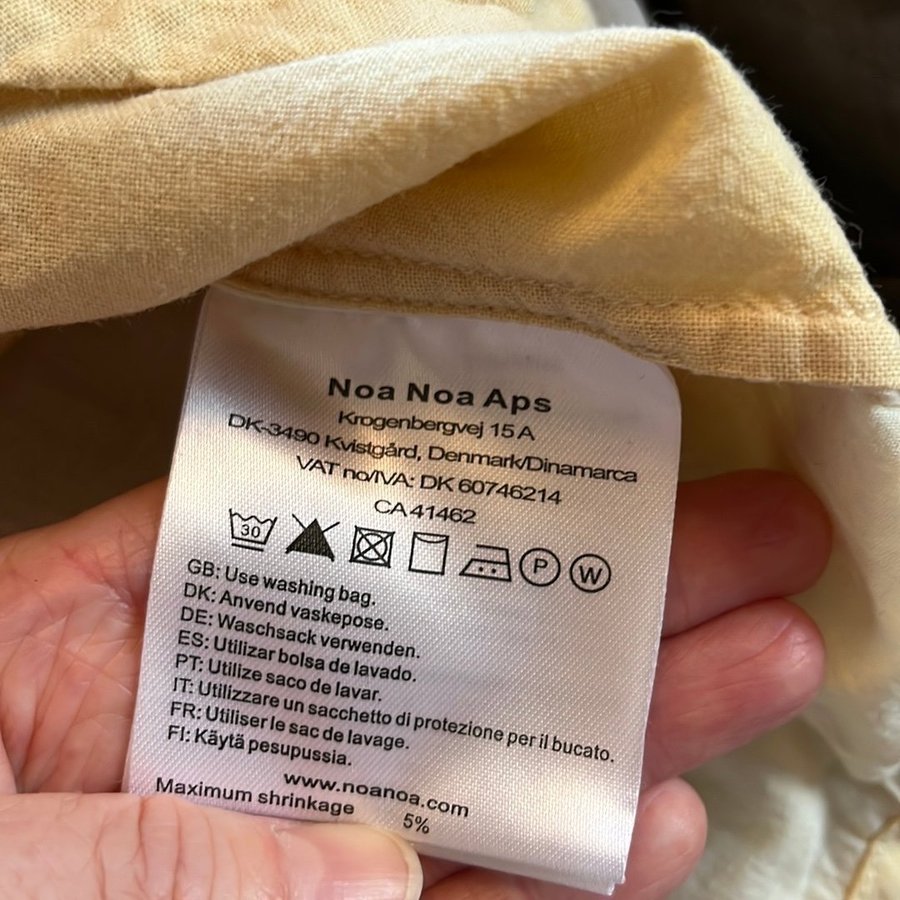 Noa Noa Aps
Krogenbergvej 15 A
DK-3490 Kvistgård, Denmark/Dinamarca
VAT no/IVA: DK 60746214
CA 41462
30 P W
GB: Use washing bag.
DK: Anvend vaskepose.
DE: Waschsack verwenden.
ES: Utilizar bolsa de lavado.
PT: Utilize saco de lavar.
IT: Utilizzare un sacchetto di protezione per il bucato.
FR: Utiliser le sac de lavage.
FI: Käytä pesupussia.
www.noanoa.com
Maximum shrinkage
5%